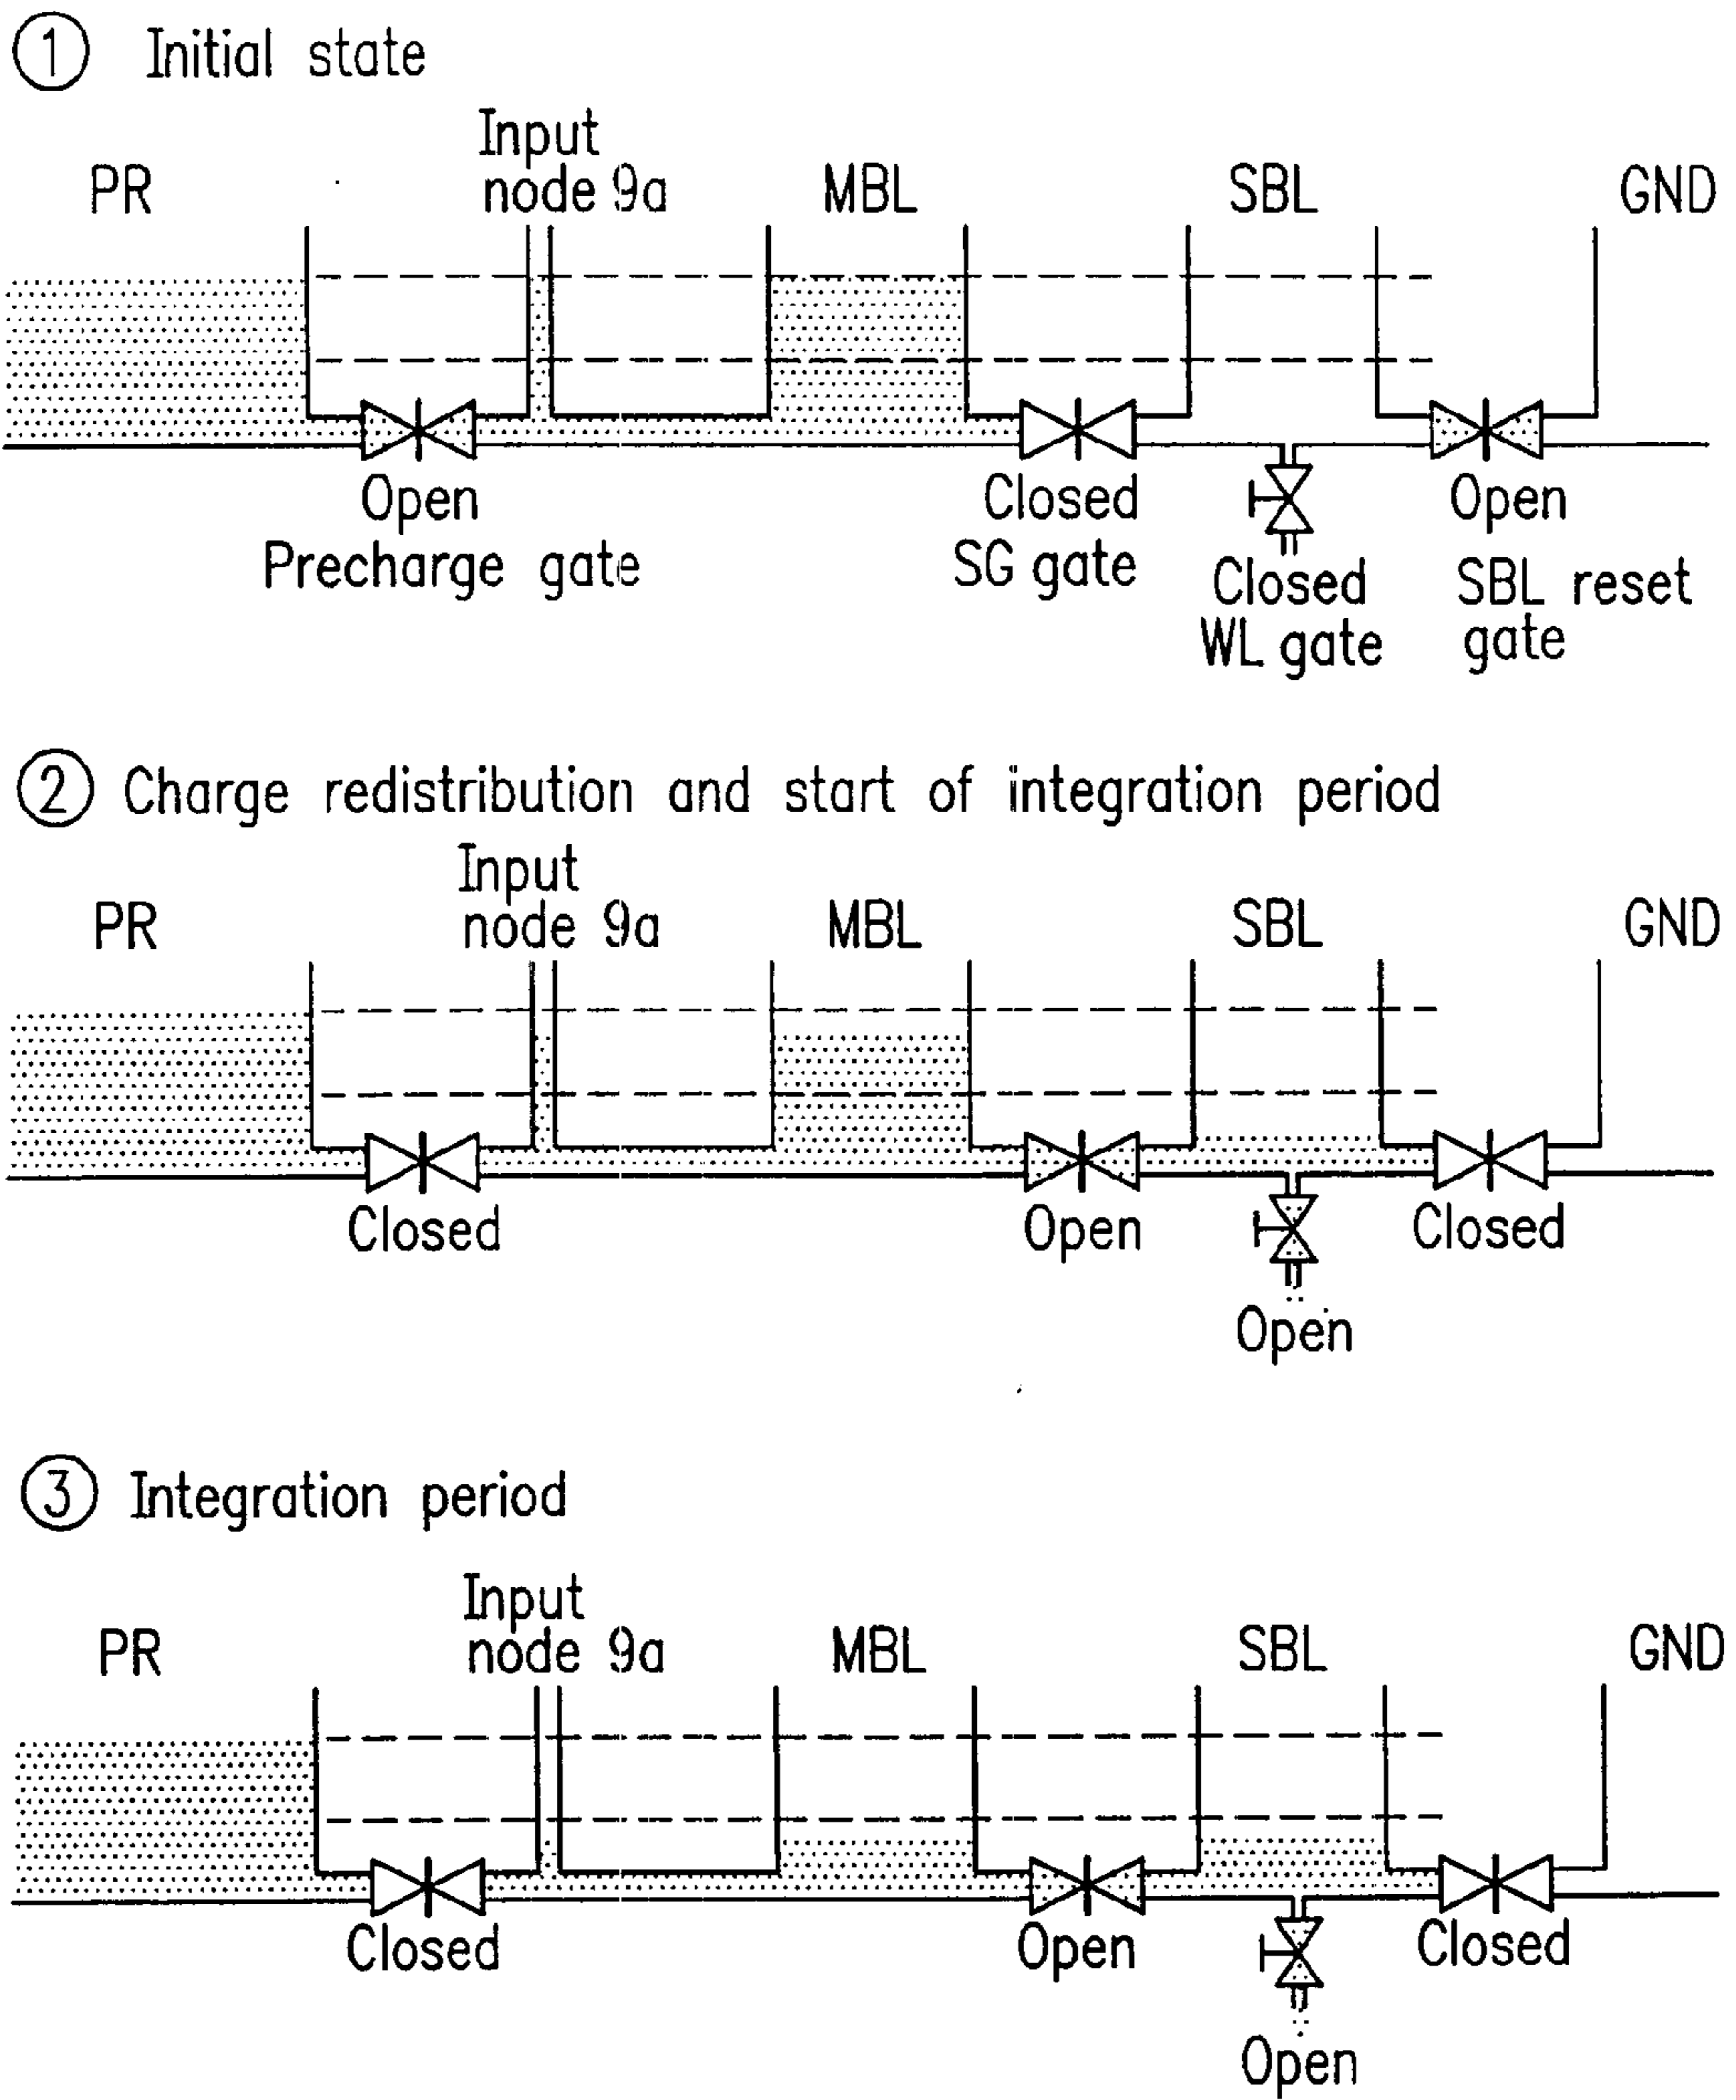 ① Initial state
Input
PR node 9a MBL SBL GND
Open Closed Open
Precharge gate SG gate Closed SBL reset
WL gate gate
② Charge redistribution and start of integration period
Input
PR node 9a MBL SBL GND
Closed Open Closed
Open
③ Integration period
Input
PR node 9a MBL SBL GND
Closed Open Closed
Open